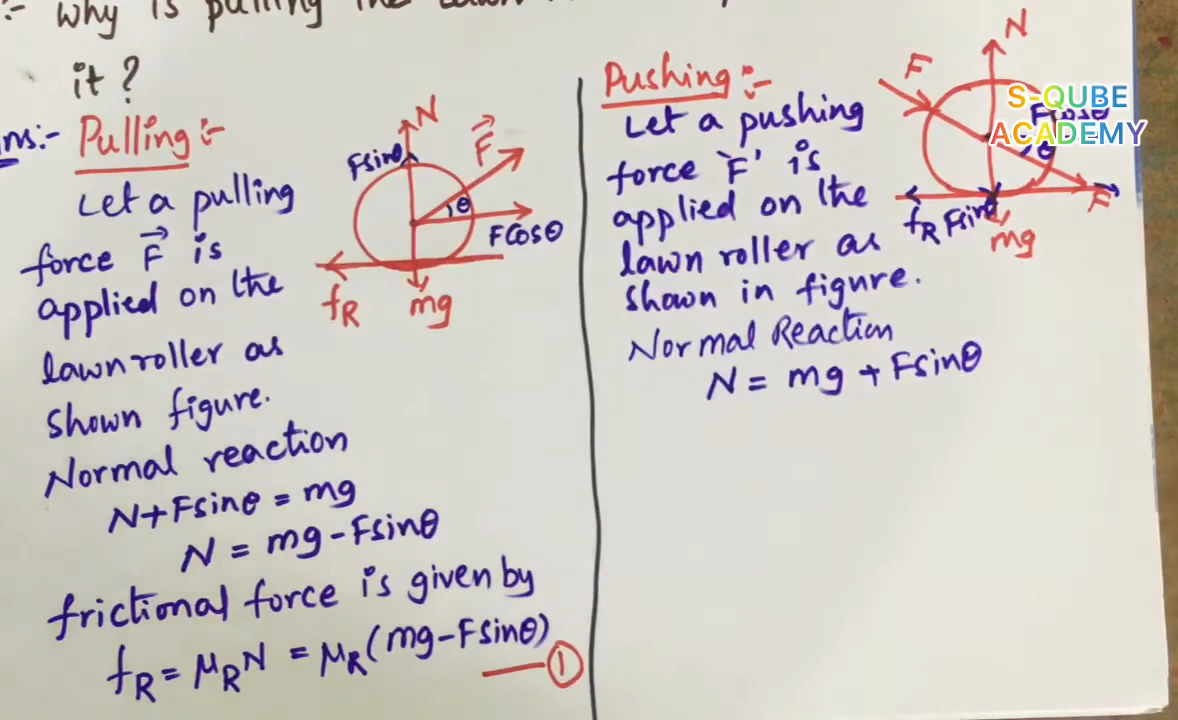 :- Why is pulling the Lawn
it?
Ans:- Pulling :-
Let a pulling
force F⃗ is
applied on the
lawn roller as
shown figure.
Normal reaction
N+Fsinθ = mg
N = mg-Fsinθ
frictional force is given by
fR = μRN = μR(mg-Fsinθ)
①
N
Fsinθ
F⃗
θ
FCosθ
fR
mg
Pushing :-
Let a pushing
force 'F' is
applied on the
lawn roller as
shown in figure.
Normal Reaction
N = mg + Fsinθ
N
F
FCosθ
θ
F
fR
Fsinθ
mg
S-QUBE
ACADEMY